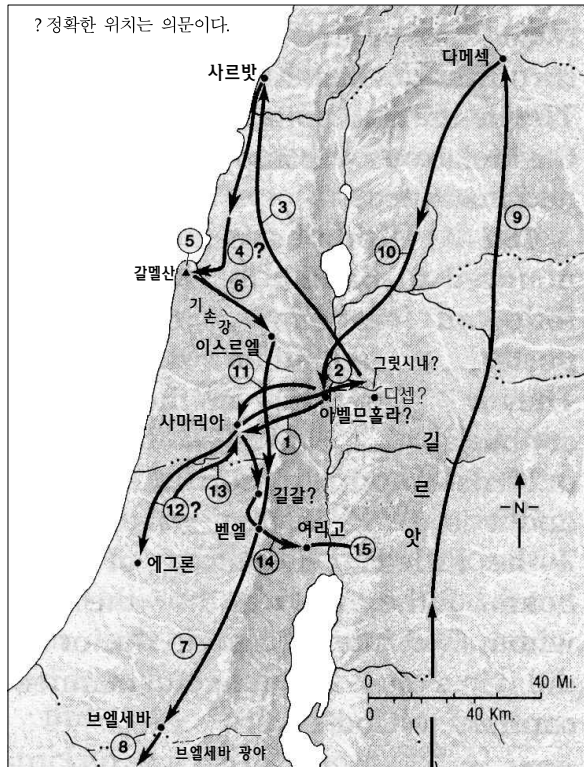 ? 정확한 위치는 의문이다.
사르밧
다메섹
3
9
5
4 ?
10
갈멜산
6
기손강
이스르엘
11
2
그릿시내?
디셉?
아벨므홀라?
사마리아
1
길르앗
13
12 ?
길갈?
N
벧엘
여리고
14
15
에그론
7
0 40 Mi.
0 40 Km.
브엘세바
8
브엘세바 광야